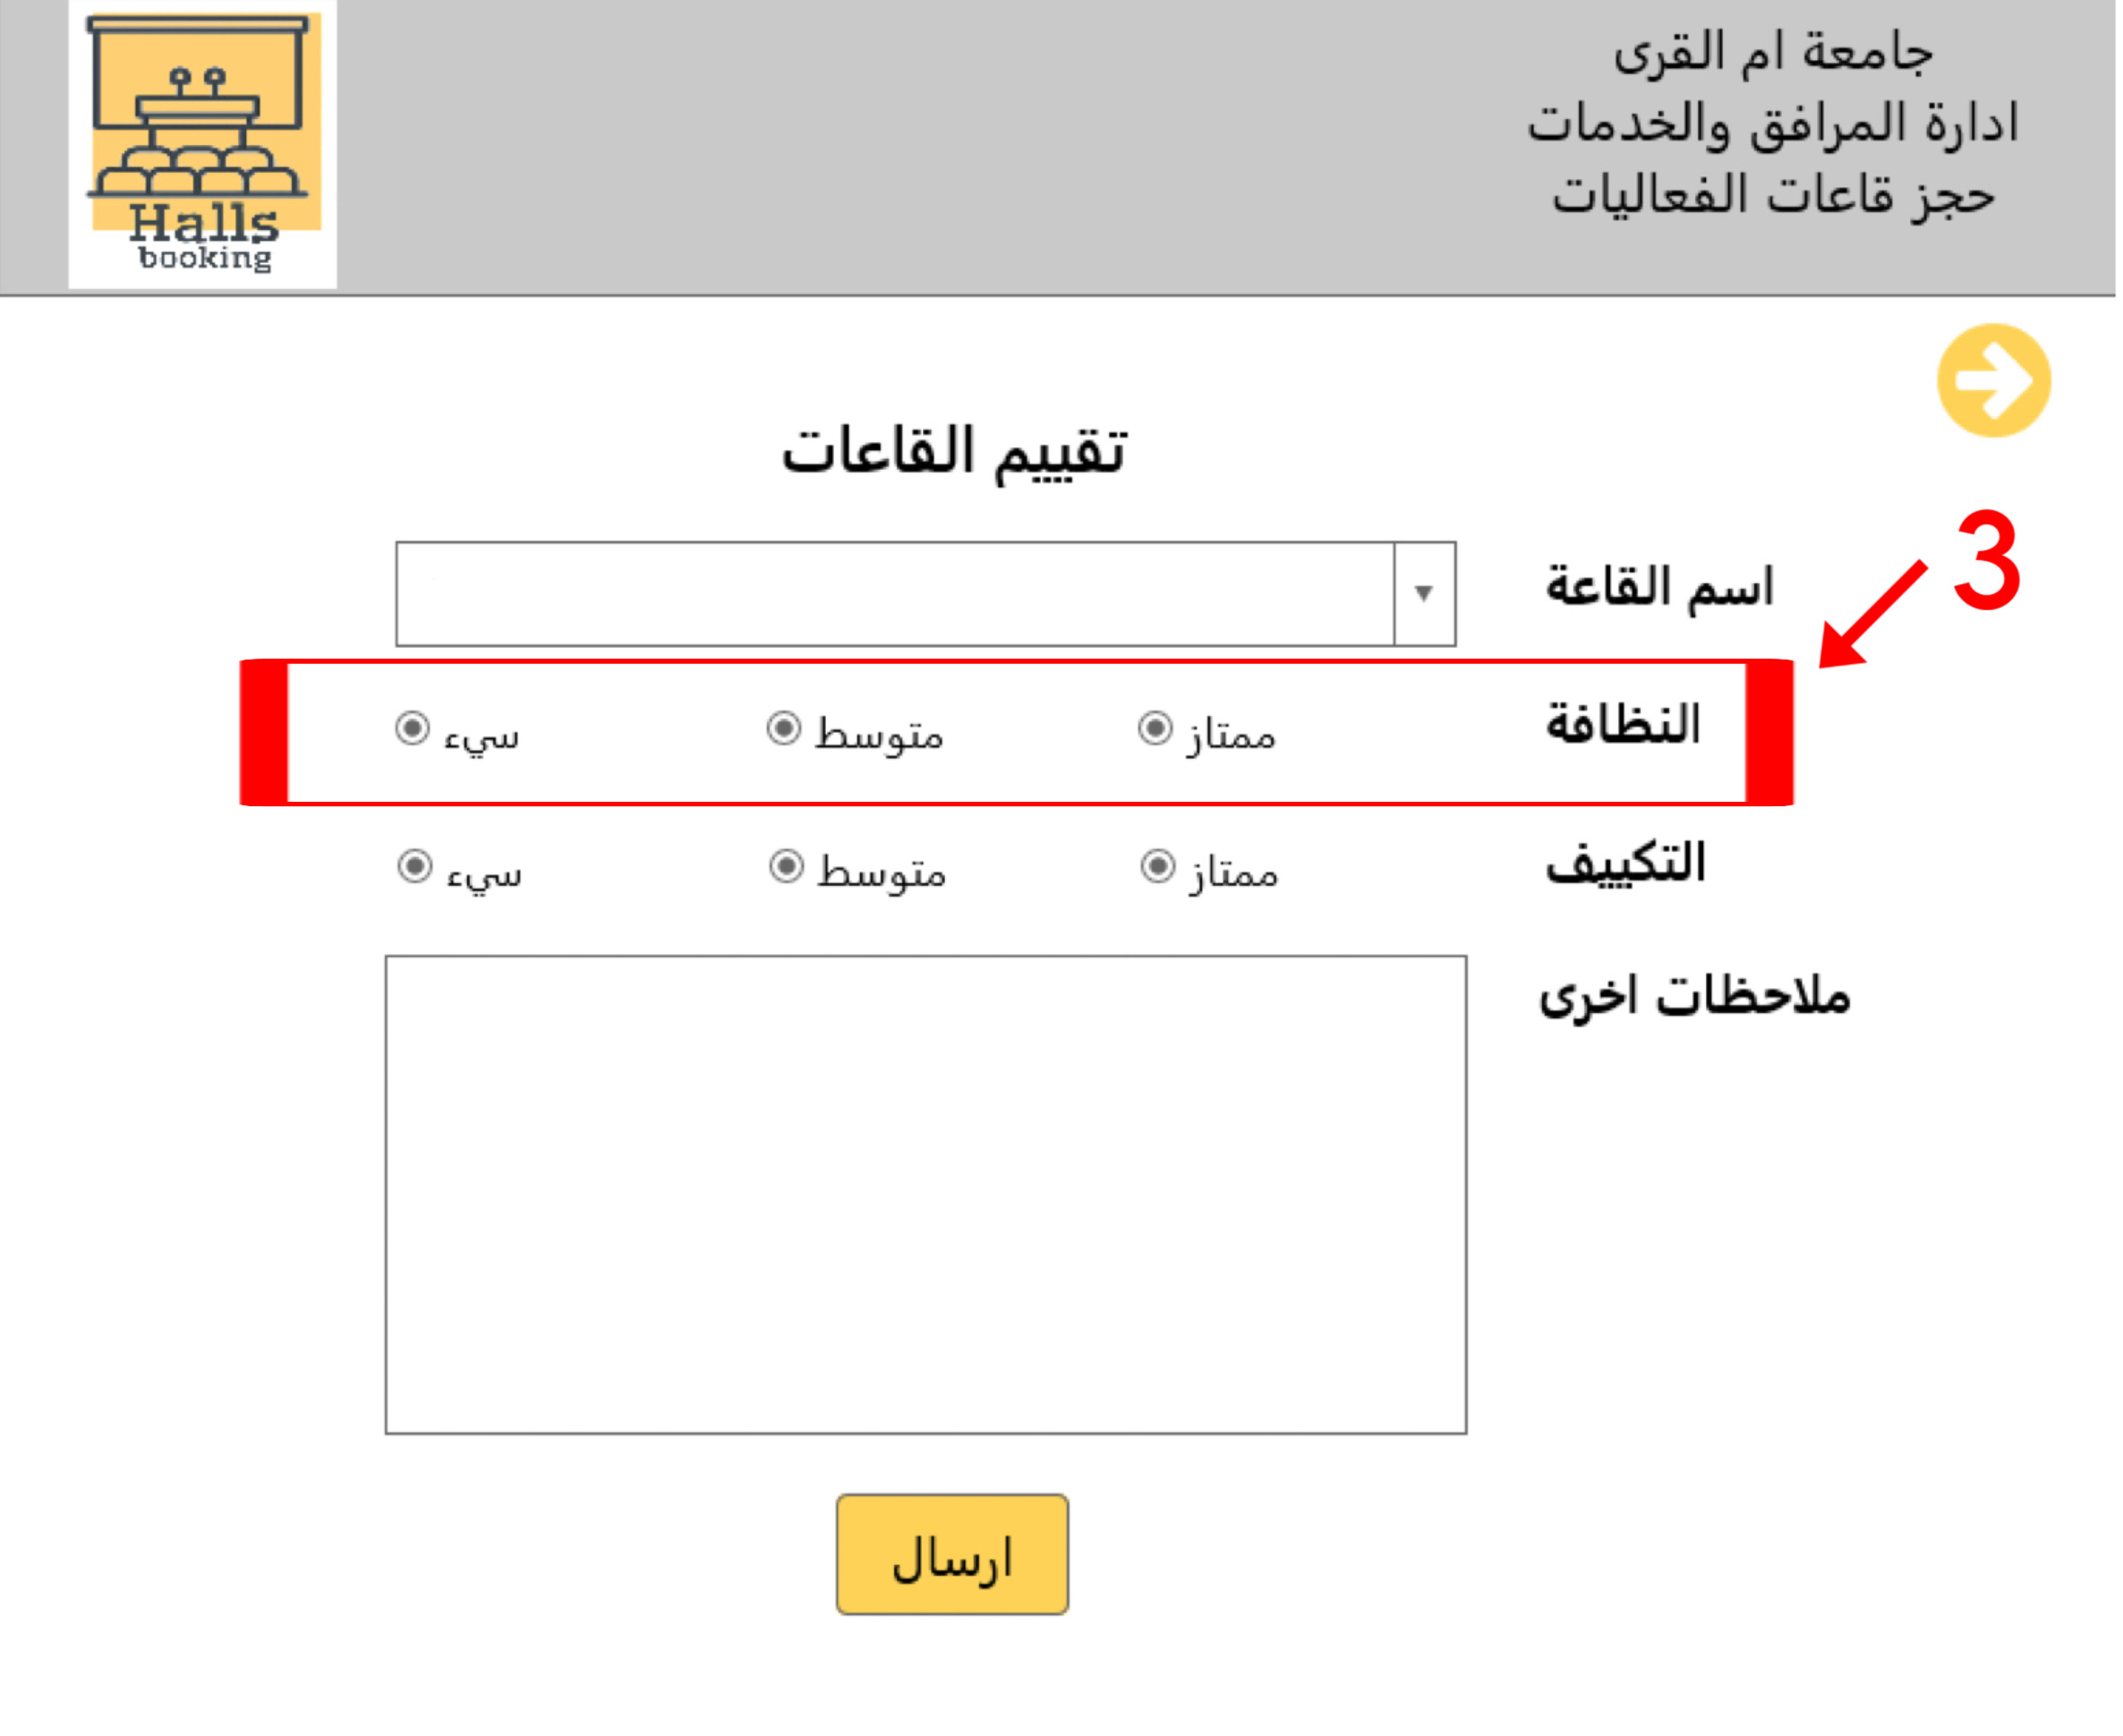 جامعة ام القرى
ادارة المرافق والخدمات
حجز قاعات الفعاليات
Halls
booking
تقييم القاعات
3
اسم القاعة
النظافة ممتاز متوسط سيء
التكييف ممتاز متوسط سيء
ملاحظات اخرى
ارسال